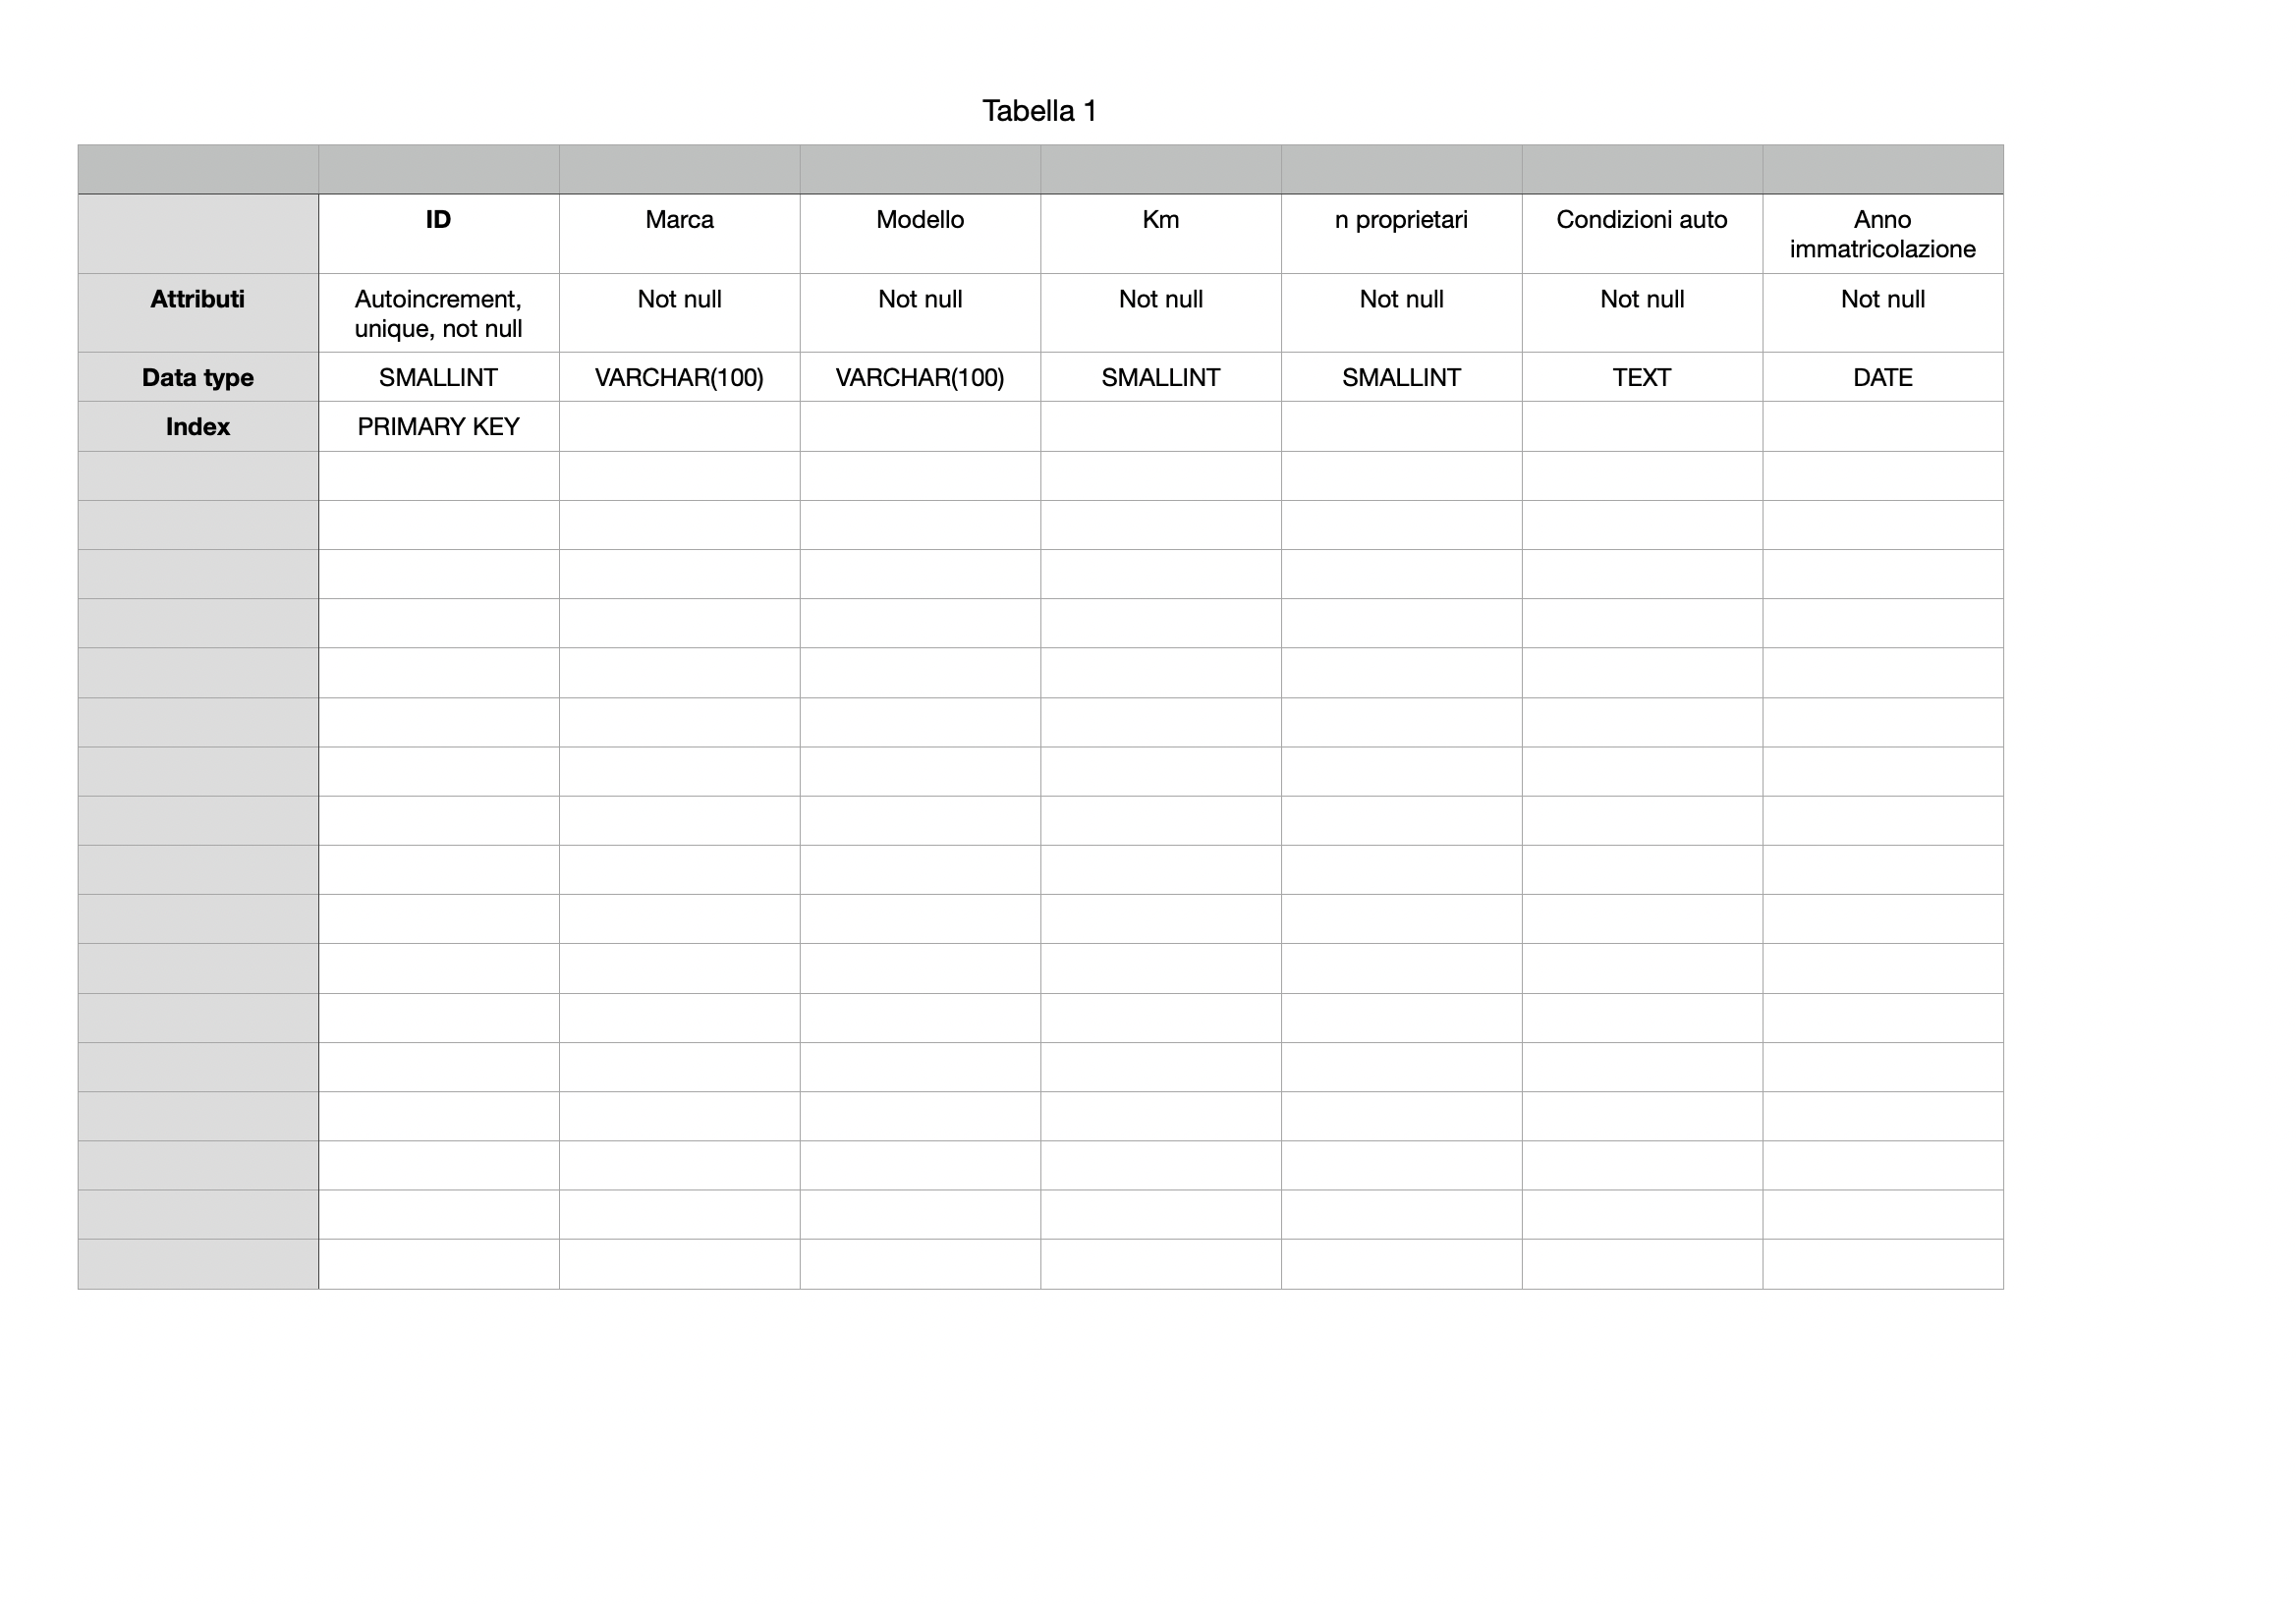 Tabella 1
ID Marca Modello Km n proprietari Condizioni auto Anno
immatricolazione
Attributi Autoincrement, Not null Not null Not null Not null Not null Not null
unique, not null
Data type SMALLINT VARCHAR(100) VARCHAR(100) SMALLINT SMALLINT TEXT DATE
Index PRIMARY KEY